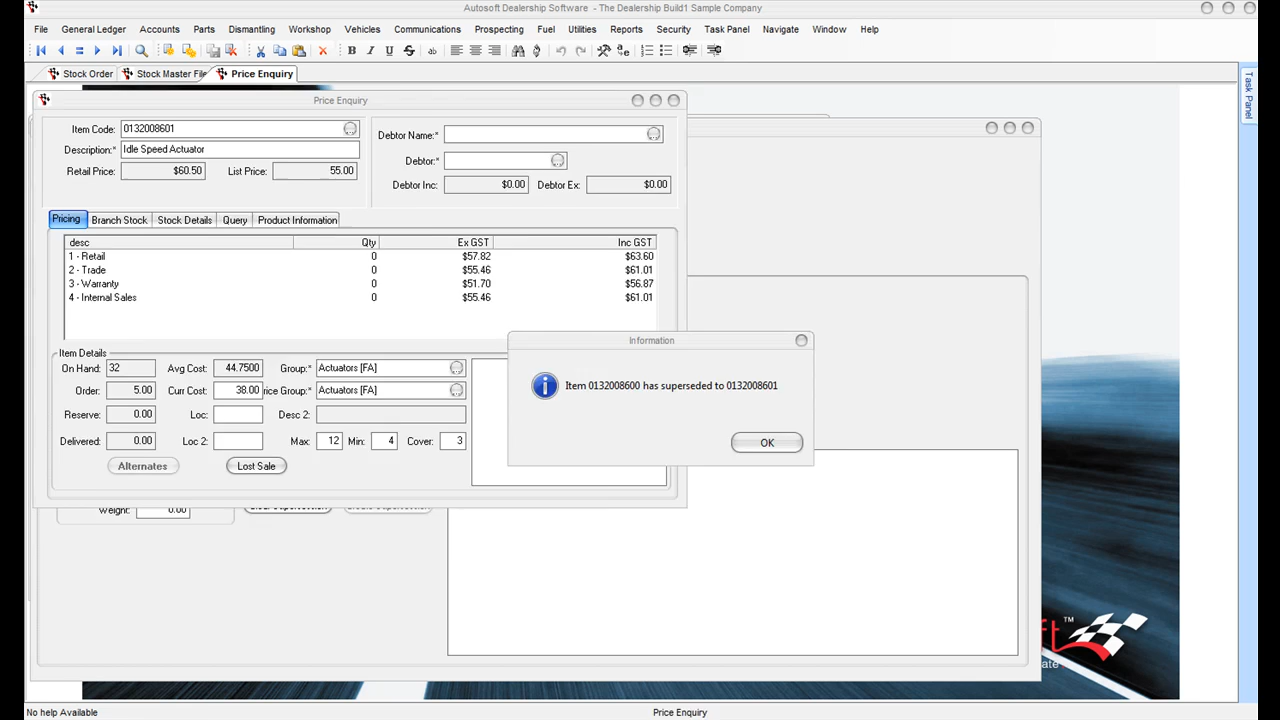 Autosoft Dealership Software - The Dealership Build1 Sample Company
File General Ledger Accounts Parts Dismantling Workshop Vehicles Communications Prospecting Fuel Utilities Reports Security Task Panel Navigate Window Help
B I U S ab
Stock Order Stock Master File Price Enquiry
Task Panel
Price Enquiry
Item Code: 0132008601
Description:* Idle Speed Actuator
Retail Price: $60.50 List Price: 55.00
Debtor Name:*
Debtor:*
Debtor Inc: $0.00 Debtor Ex: $0.00
Pricing Branch Stock Stock Details Query Product Information
desc Qty Ex GST Inc GST
1 - Retail 0 $57.82 $63.60
2 - Trade 0 $55.46 $61.01
3 - Warranty 0 $51.70 $56.87
4 - Internal Sales 0 $55.46 $61.01
Item Details
On Hand: 32 Avg Cost: 44.7500 Group:* Actuators [FA]
Order: 5.00 Curr Cost: 38.00 rice Group:* Actuators [FA]
Reserve: 0.00 Loc: Desc 2:
Delivered: 0.00 Loc 2: Max: 12 Min: 4 Cover: 3
Alternates Lost Sale
Information
Item 0132008600 has superseded to 0132008601
OK
Weight: 0.00
ft™
ate
No help Available Price Enquiry